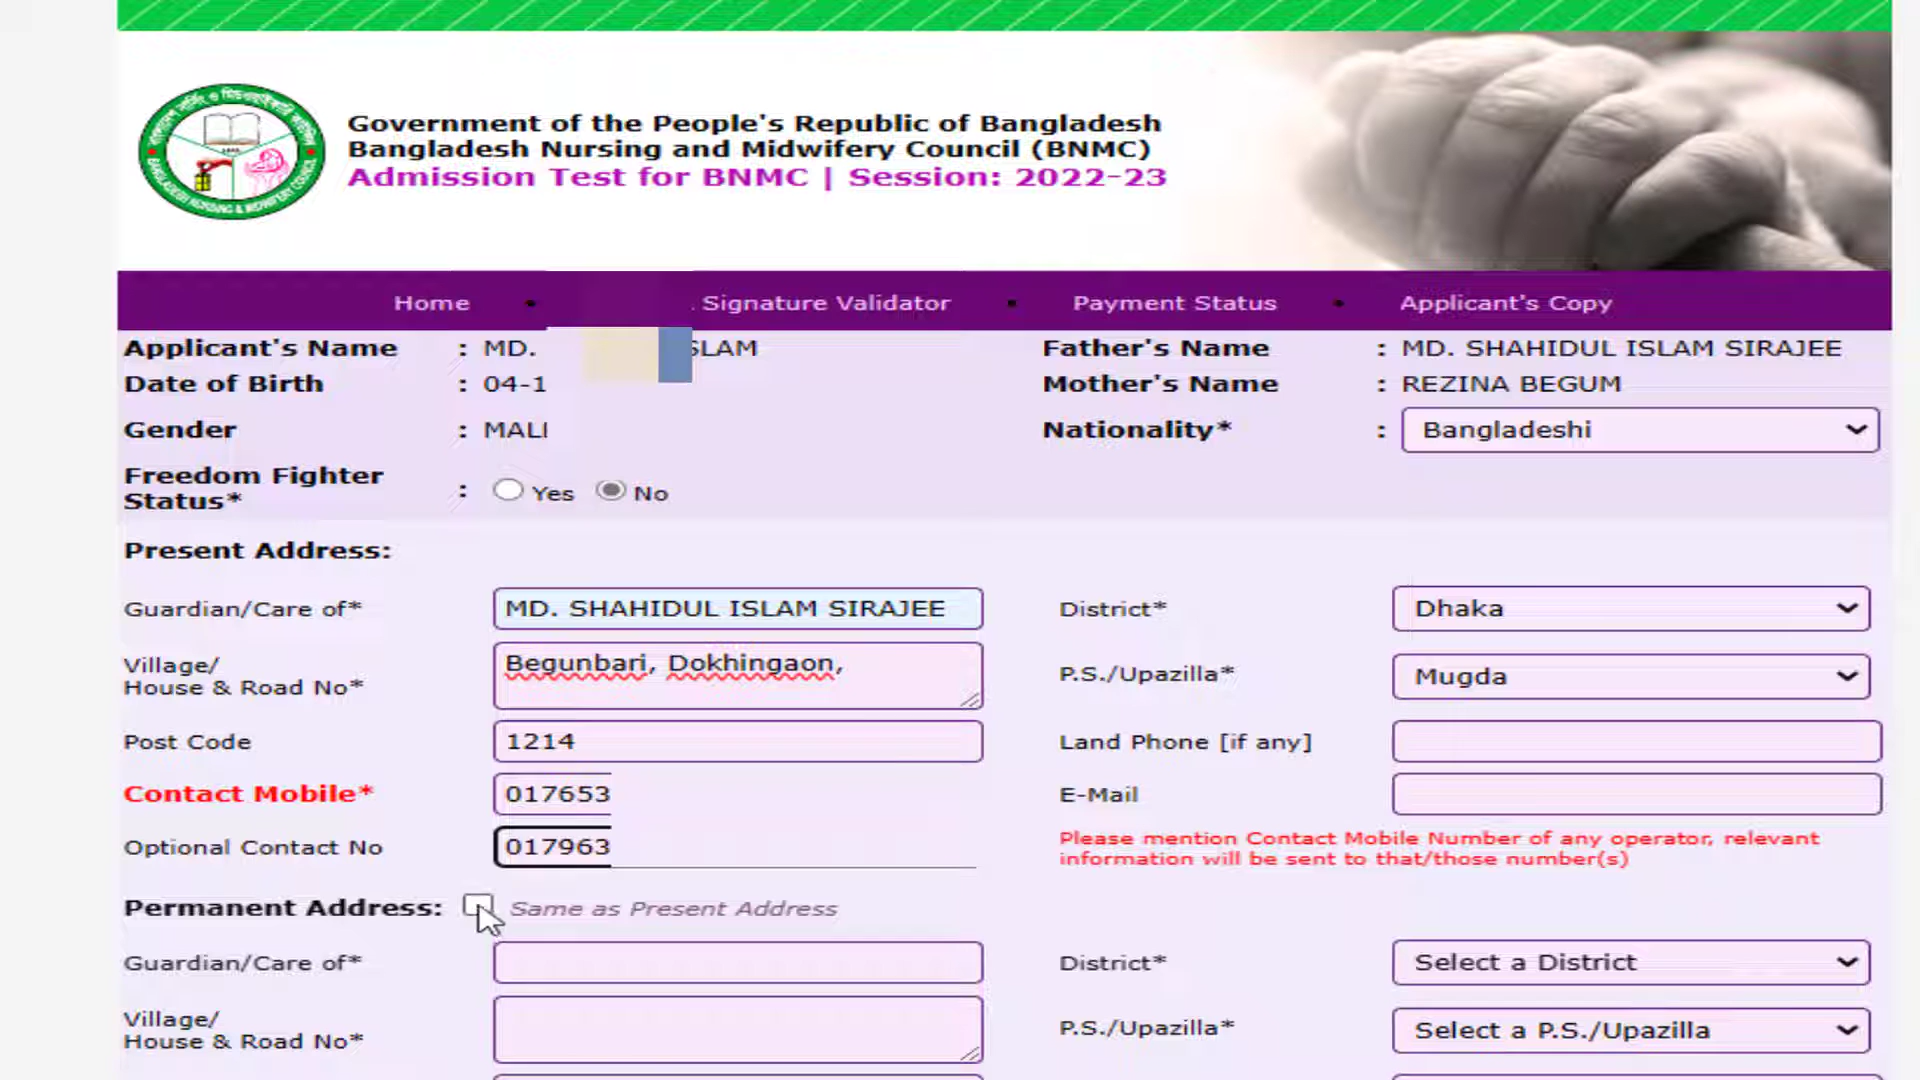 Government of the People's Republic of Bangladesh
Bangladesh Nursing and Midwifery Council (BNMC)
Admission Test for BNMC | Session: 2022-23
Home Signature Validator Payment Status Applicant's Copy
Applicant's Name : MD. SLAM Father's Name : MD. SHAHIDUL ISLAM SIRAJEE
Date of Birth : 04-1 Mother's Name : REZINA BEGUM
Gender : MAL Nationality* : Bangladeshi
Freedom Fighter
Status* : Yes No
Present Address:
Guardian/Care of* MD. SHAHIDUL ISLAM SIRAJEE District* Dhaka
Village/
House & Road No* Begunbari, Dokhingaon, P.S./Upazilla* Mugda
Post Code 1214 Land Phone [if any]
Contact Mobile* 017653 E-Mail
Optional Contact No 017963 Please mention Contact Mobile Number of any operator, relevant
information will be sent to that/those number(s)
Permanent Address: Same as Present Address
Guardian/Care of* District* Select a District
Village/
House & Road No* P.S./Upazilla* Select a P.S./Upazilla